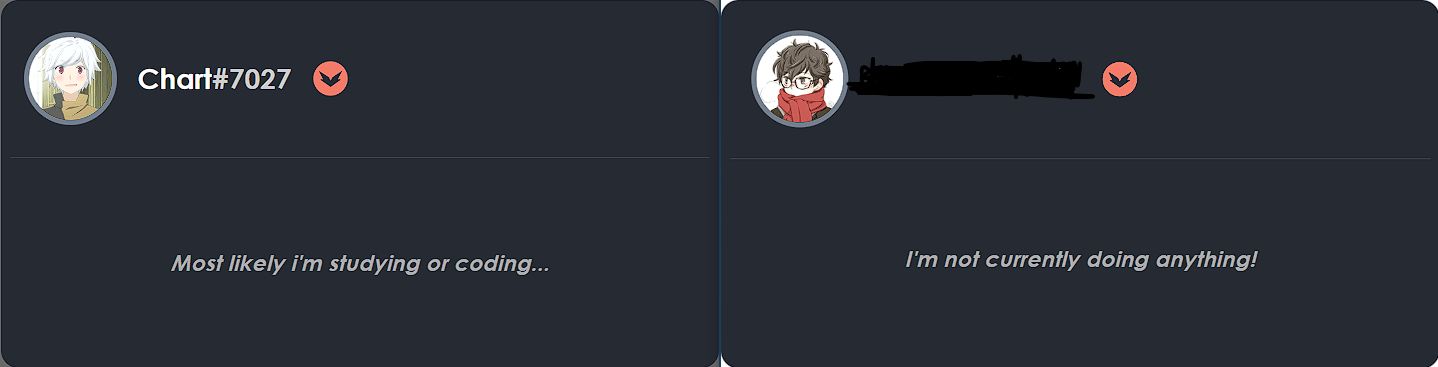 Chart#7027
Most likely i'm studying or coding...
I'm not currently doing anything!